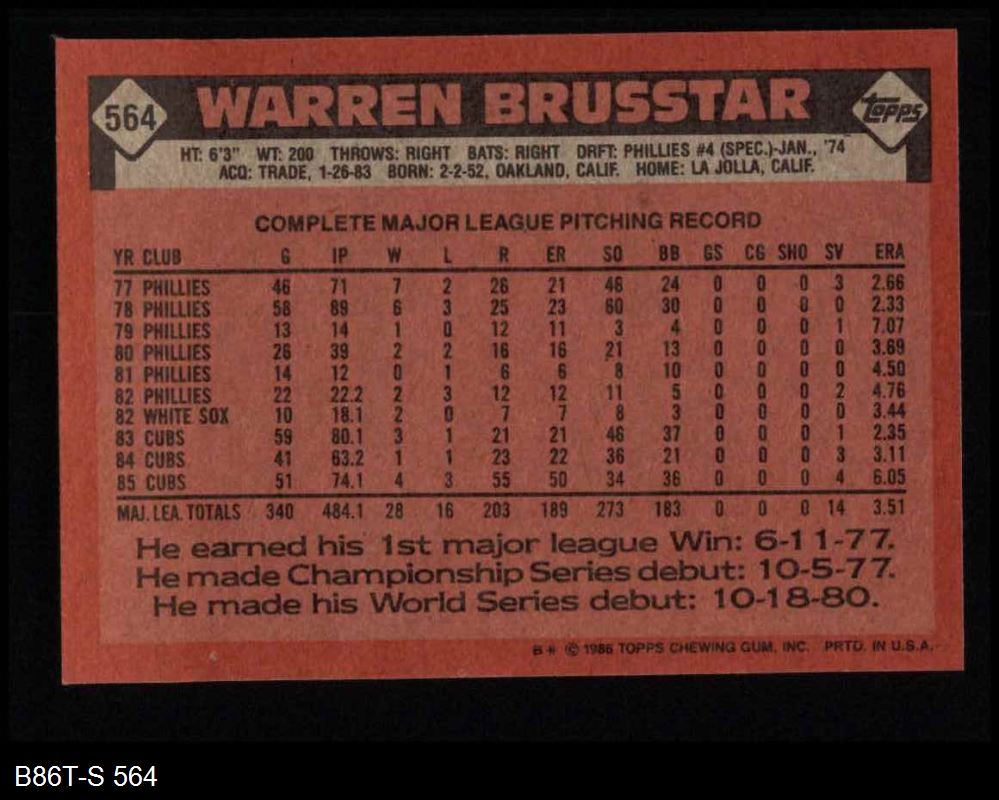 564 WARREN BRUSSTAR topps
HT: 6'3" WT: 200 THROWS: RIGHT BATS: RIGHT DRFT: PHILLIES #4 (SPEC.)-JAN., '74
ACQ: TRADE, 1-26-83 BORN: 2-2-52, OAKLAND, CALIF. HOME: LA JOLLA, CALIF.
COMPLETE MAJOR LEAGUE PITCHING RECORD
YR CLUB G IP W L R ER SO BB GS CG SHO SV ERA
77 PHILLIES 46 71 7 2 26 21 46 24 0 0 0 3 2.66
78 PHILLIES 58 89 6 3 25 23 60 30 0 0 0 0 2.33
79 PHILLIES 13 14 1 0 12 11 3 4 0 0 0 1 7.07
80 PHILLIES 26 39 2 2 16 16 21 13 0 0 0 0 3.69
81 PHILLIES 14 12 0 1 6 6 8 10 0 0 0 0 4.50
82 PHILLIES 22 22.2 2 3 12 12 11 5 0 0 0 2 4.76
82 WHITE SOX 10 18.1 2 0 7 7 8 3 0 0 0 0 3.44
83 CUBS 59 80.1 3 1 21 21 46 37 0 0 0 1 2.35
84 CUBS 41 63.2 1 1 23 22 36 21 0 0 0 3 3.11
85 CUBS 51 74.1 4 3 55 50 34 36 0 0 0 4 6.05
MAJ. LEA. TOTALS 340 484.1 28 16 203 189 273 183 0 0 0 14 3.51
He earned his 1st major league Win: 6-11-77.
He made Championship Series debut: 10-5-77.
He made his World Series debut: 10-18-80.
B* © 1986 TOPPS CHEWING GUM, INC. PRTD. IN U.S.A.
B86T-S 564